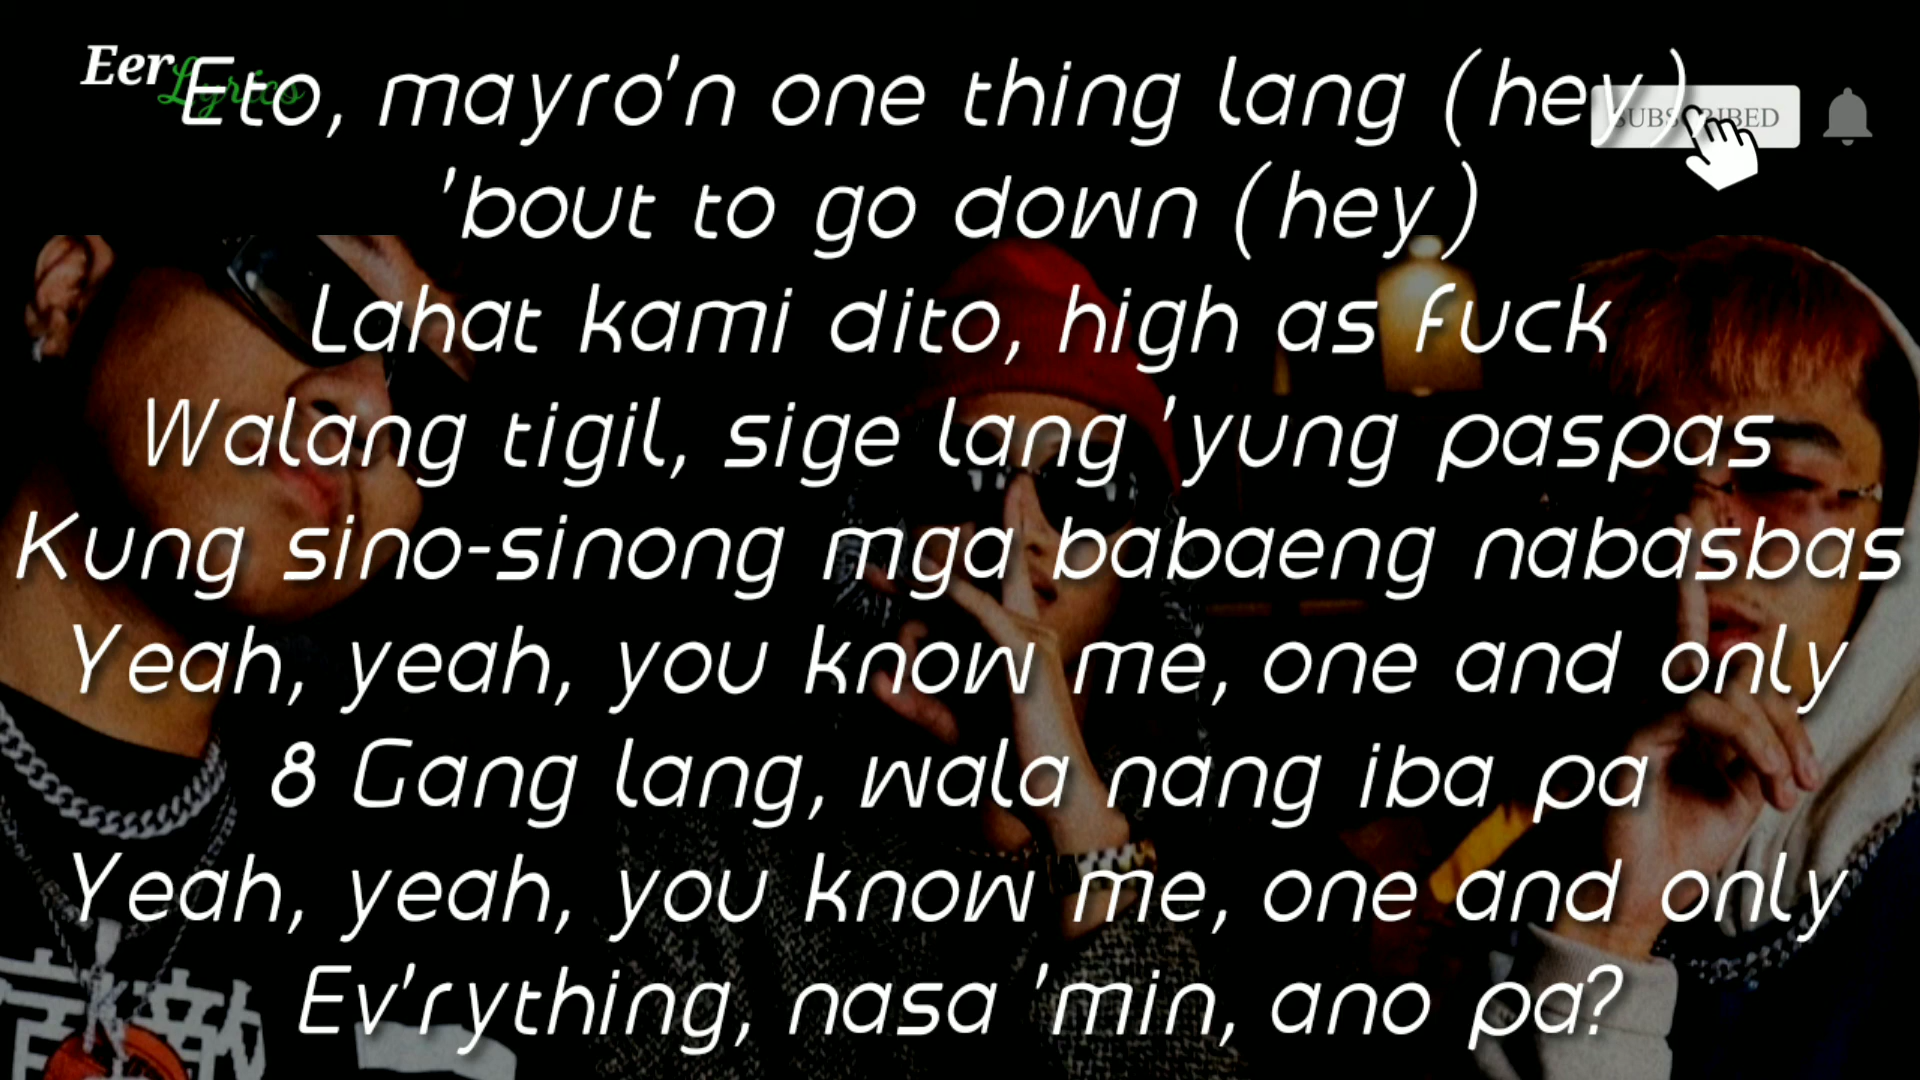 Eer Lyrics
Eto, mayro'n one thing lang (hey)
SUBSCRIBED
'bout to go down (hey)
Lahat kami dito, high as fuck
Walang tigil, sige lang 'yung paspas
Kung sino-sinong mga babaeng nabasbas
Yeah, yeah, you know me, one and only
8 Gang lang, wala nang iba pa
Yeah, yeah, you know me, one and only
Ev'rything, nasa 'min, ano pa?